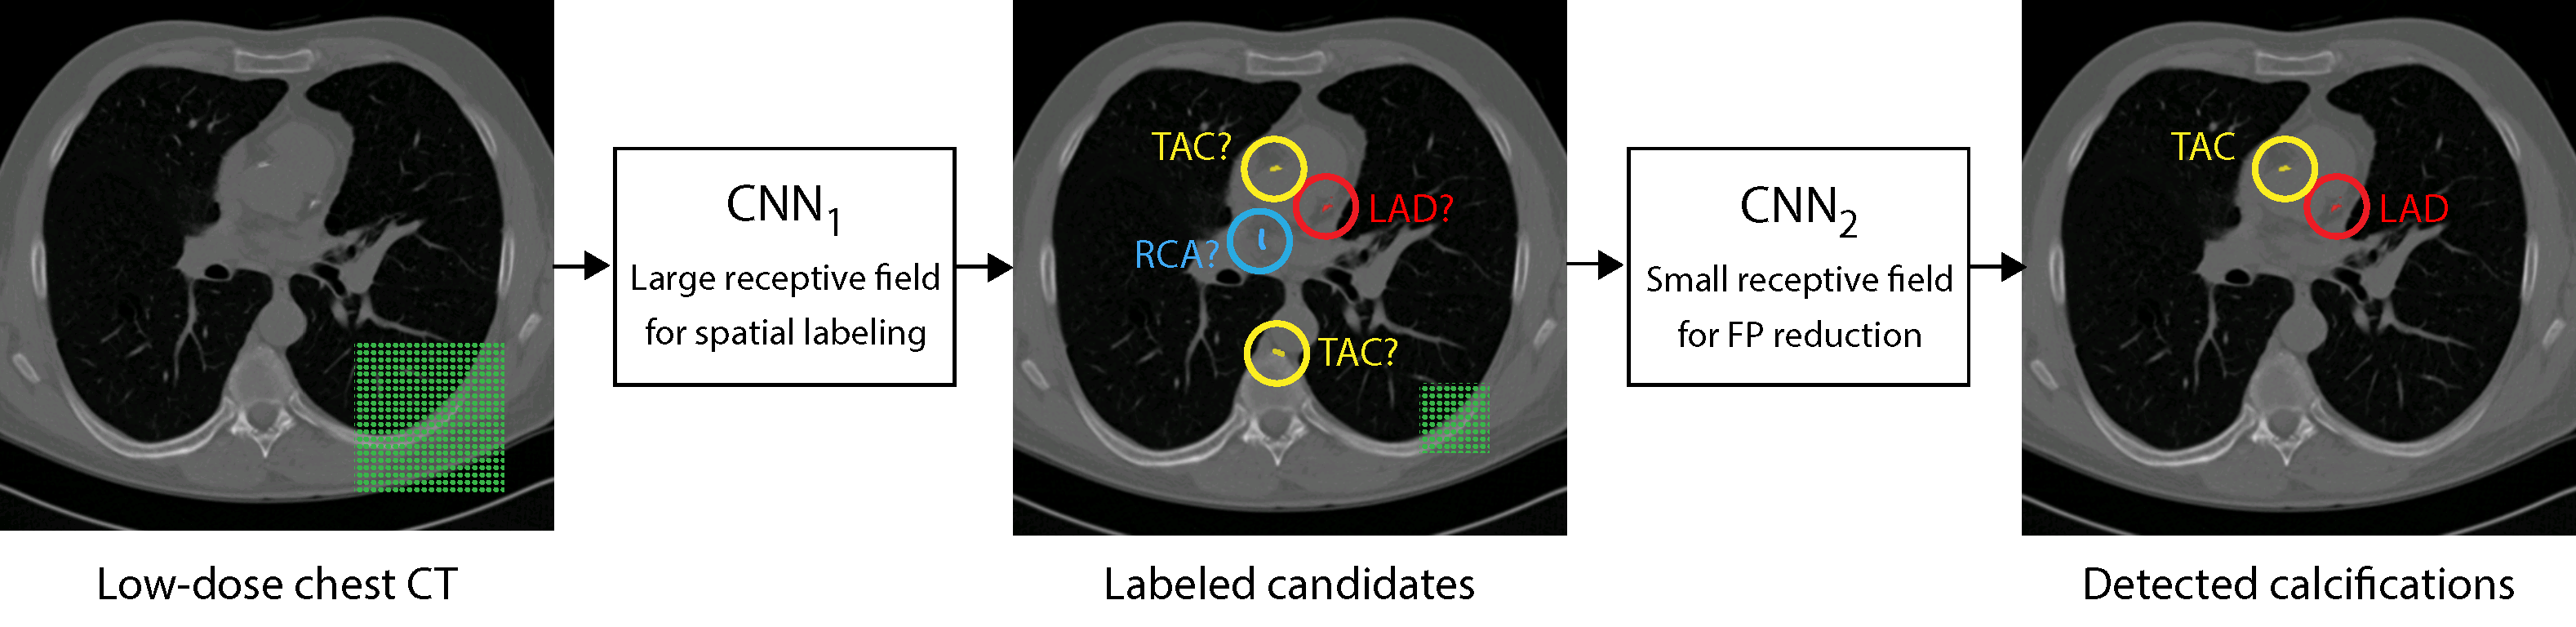 CNN1
Large receptive field
for spatial labeling
TAC?
LAD?
RCA?
TAC?
CNN2
Small receptive field
for FP reduction
TAC
LAD
Low-dose chest CT
Labeled candidates
Detected calcifications